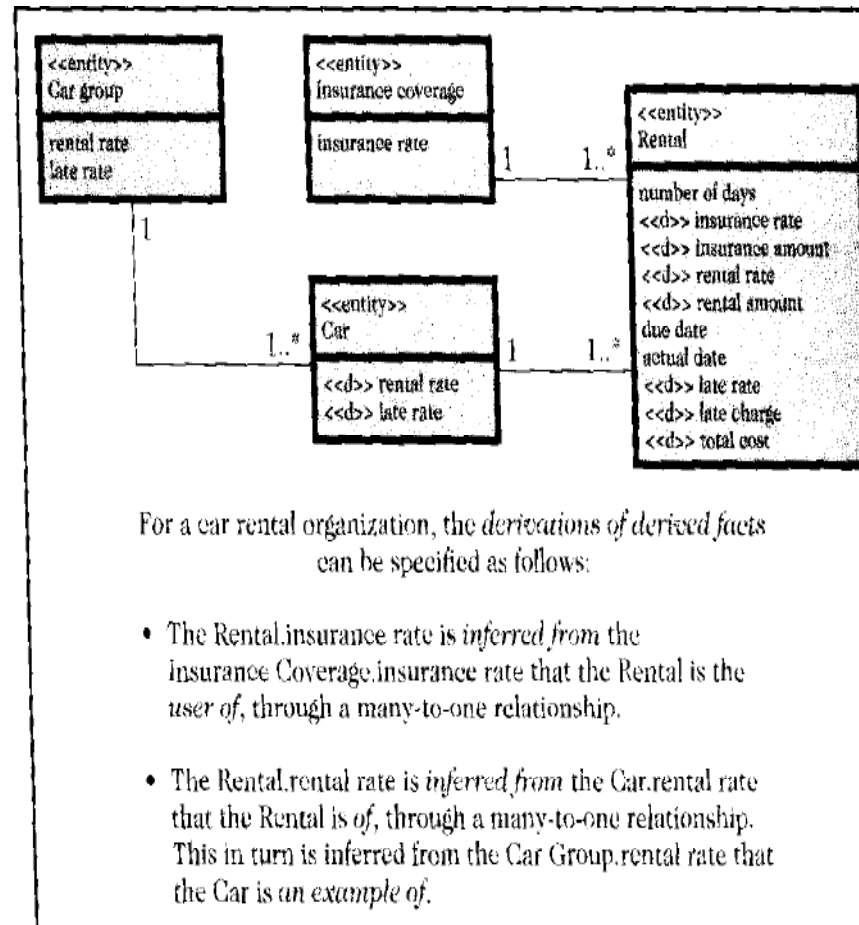 <<entity>>
Car group
rental rate
late rate
1
<<entity>>
Insurance coverage
insurance rate
1
1..*
<<entity>>
Rental
number of days
<<d>> insurance rate
<<d>> insurance amount
<<d>> rental rate
<<d>> rental amount
due date
actual date
<<d>> late rate
<<d>> late charge
<<d>> total cost
1..*
<<entity>>
Car
<<d>> rental rate
<<d>> late rate
1
1..*
For a car rental organization, the derivations of derived facts
can be specified as follows:
• The Rental.insurance rate is inferred from the
Insurance Coverage.insurance rate that the Rental is the
user of, through a many-to-one relationship.
• The Rental.rental rate is inferred from the Car.rental rate
that the Rental is of, through a many-to-one relationship.
This in turn is inferred from the Car Group.rental rate that
the Car is an example of.